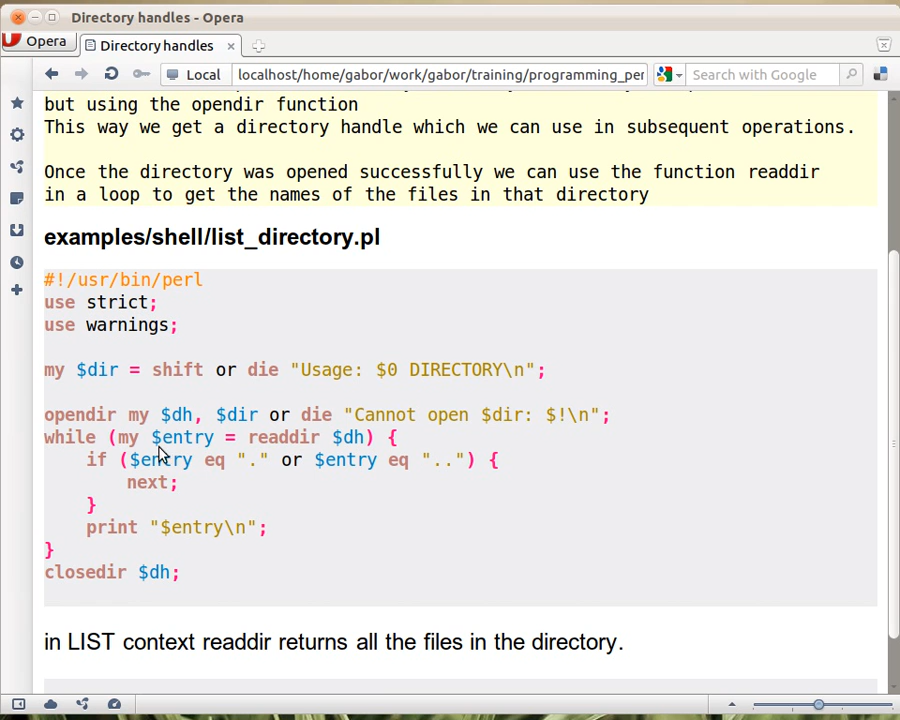 Directory handles - Opera
Opera
Directory handles
Local
localhost/home/gabor/work/gabor/training/programming_per
Search with Google
but using the opendir function
This way we get a directory handle which we can use in subsequent operations.
Once the directory was opened successfully we can use the function readdir
in a loop to get the names of the files in that directory
examples/shell/list_directory.pl
#!/usr/bin/perl
use strict;
use warnings;
my $dir = shift or die "Usage: $0 DIRECTORY\n";
opendir my $dh, $dir or die "Cannot open $dir: $!\n";
while (my $entry = readdir $dh) {
if ($entry eq "." or $entry eq "..") {
next;
}
print "$entry\n";
}
closedir $dh;
in LIST context readdir returns all the files in the directory.